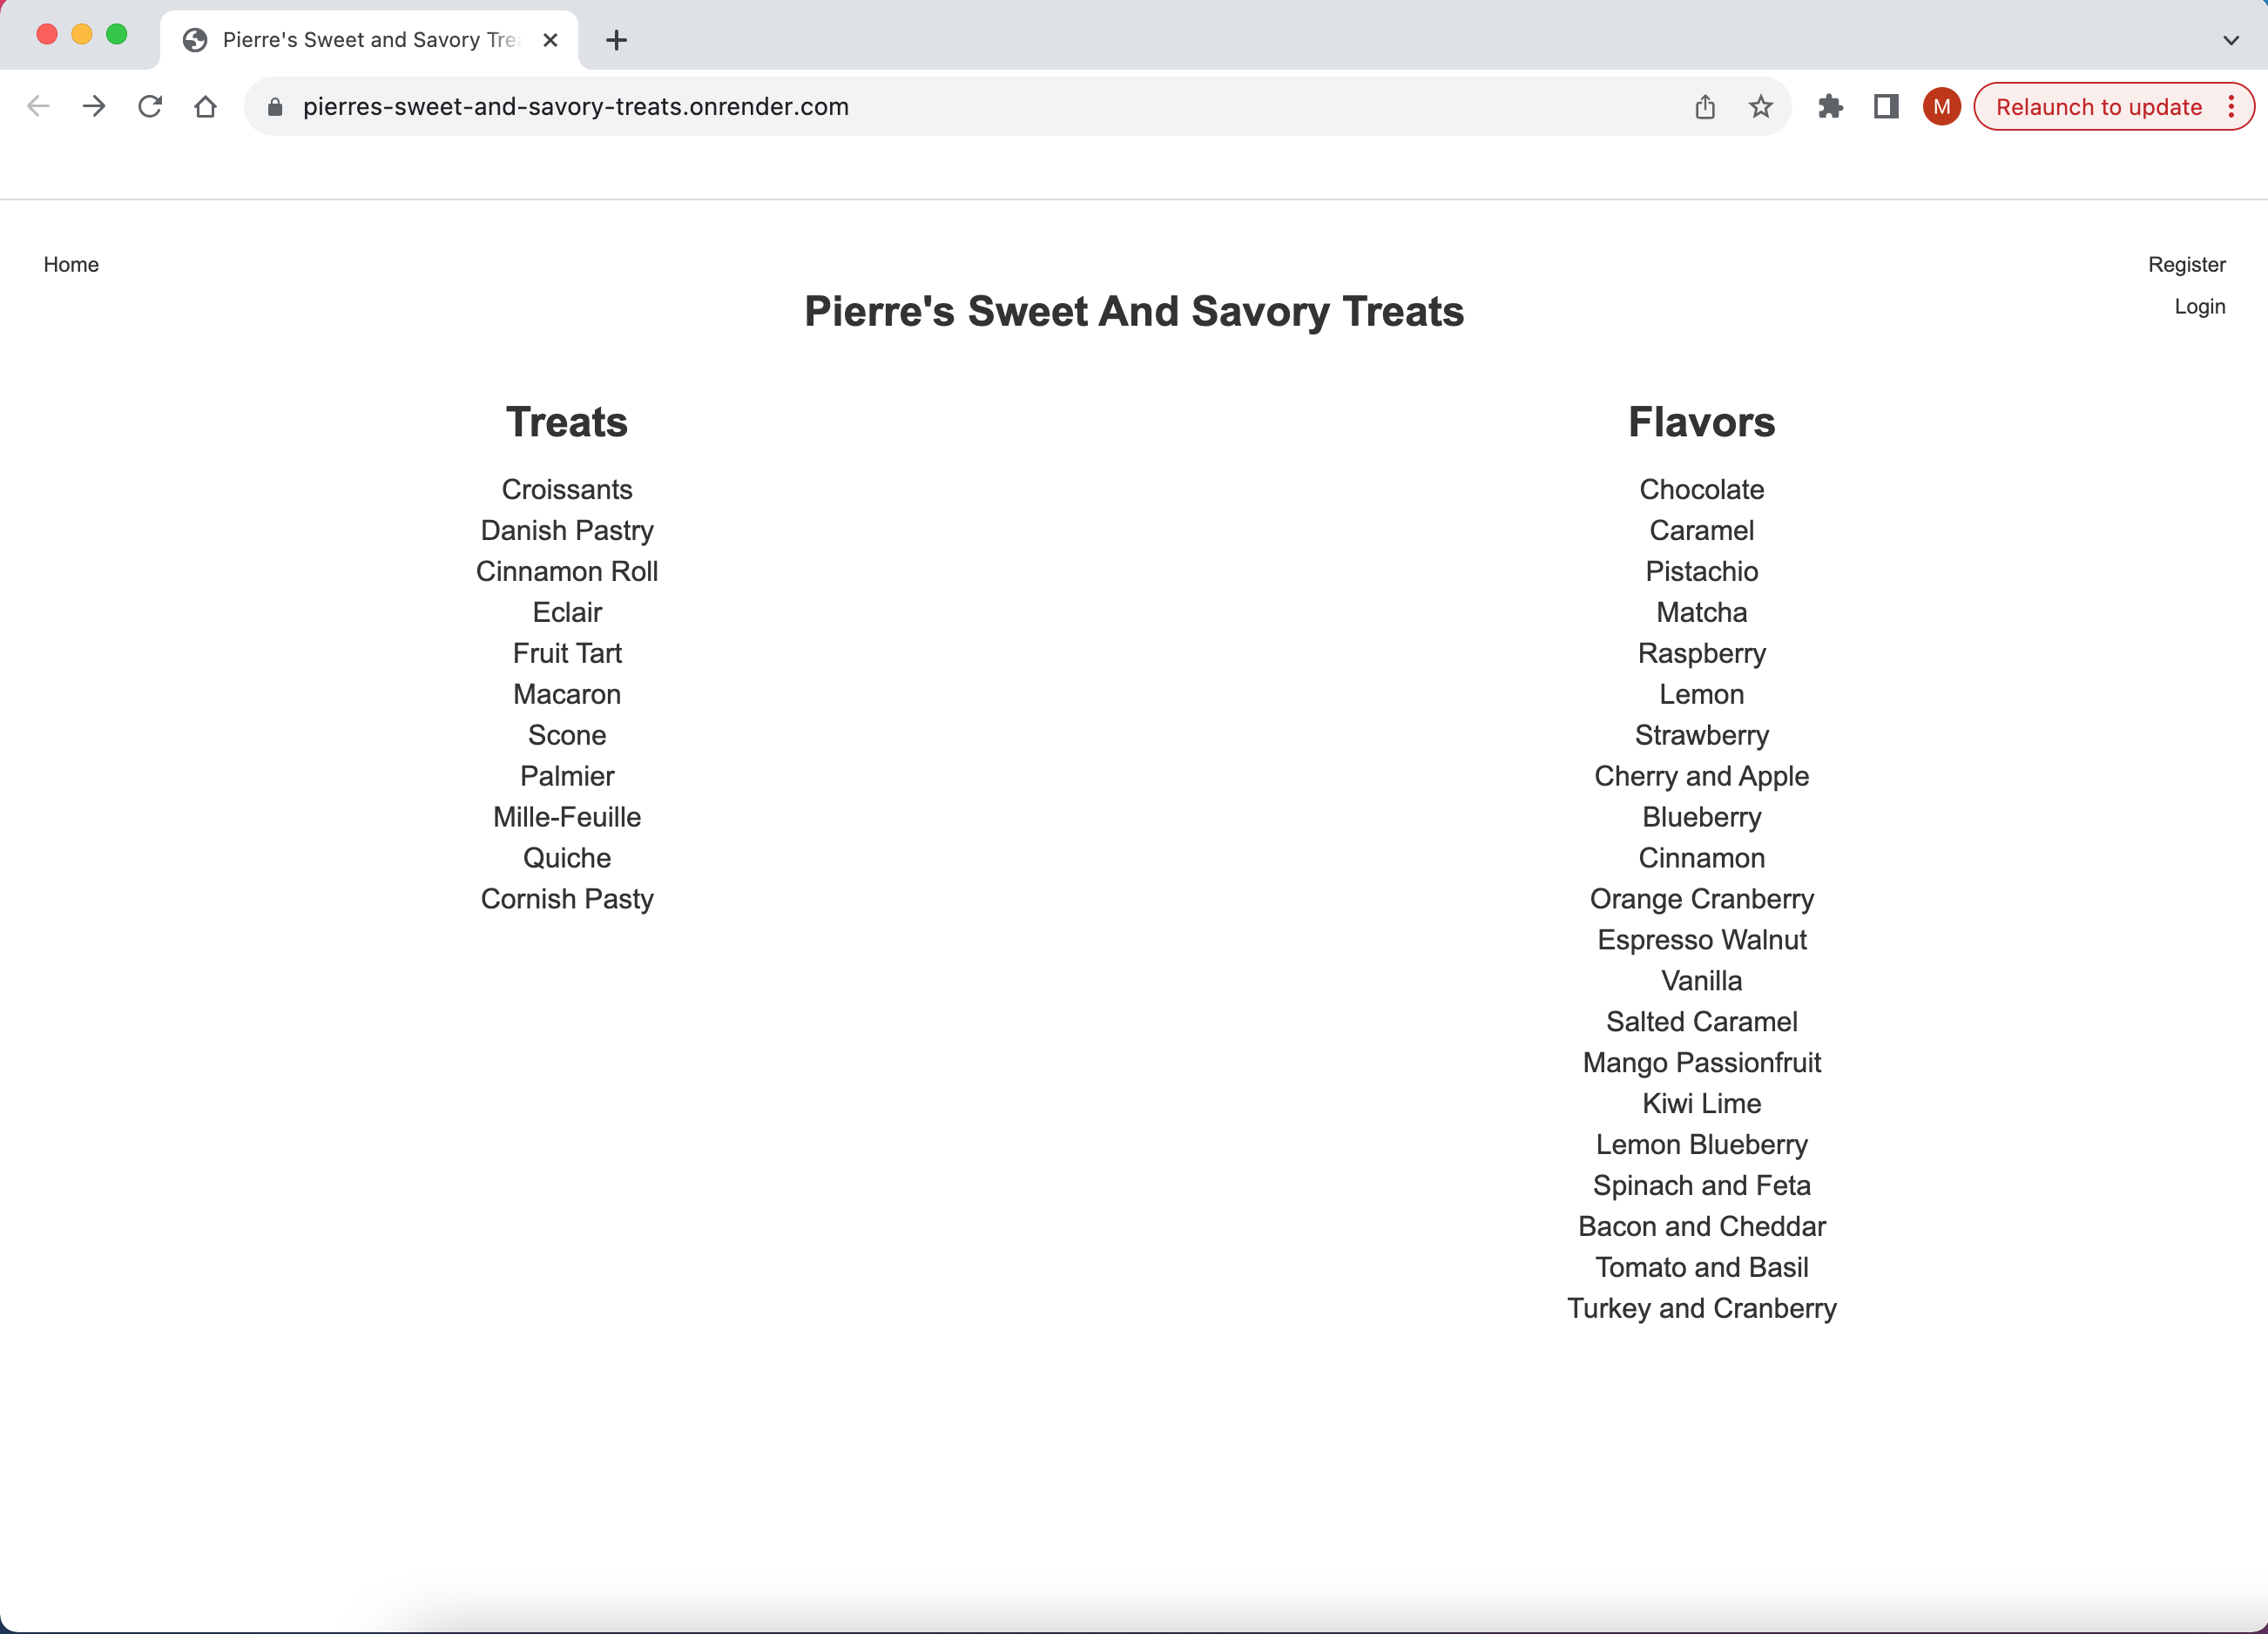 Pierre's Sweet and Savory Trea
pierres-sweet-and-savory-treats.onrender.com
M
Relaunch to update
Home
Register
Login
Pierre's Sweet And Savory Treats
Treats
Croissants
Danish Pastry
Cinnamon Roll
Eclair
Fruit Tart
Macaron
Scone
Palmier
Mille-Feuille
Quiche
Cornish Pasty
Flavors
Chocolate
Caramel
Pistachio
Matcha
Raspberry
Lemon
Strawberry
Cherry and Apple
Blueberry
Cinnamon
Orange Cranberry
Espresso Walnut
Vanilla
Salted Caramel
Mango Passionfruit
Kiwi Lime
Lemon Blueberry
Spinach and Feta
Bacon and Cheddar
Tomato and Basil
Turkey and Cranberry